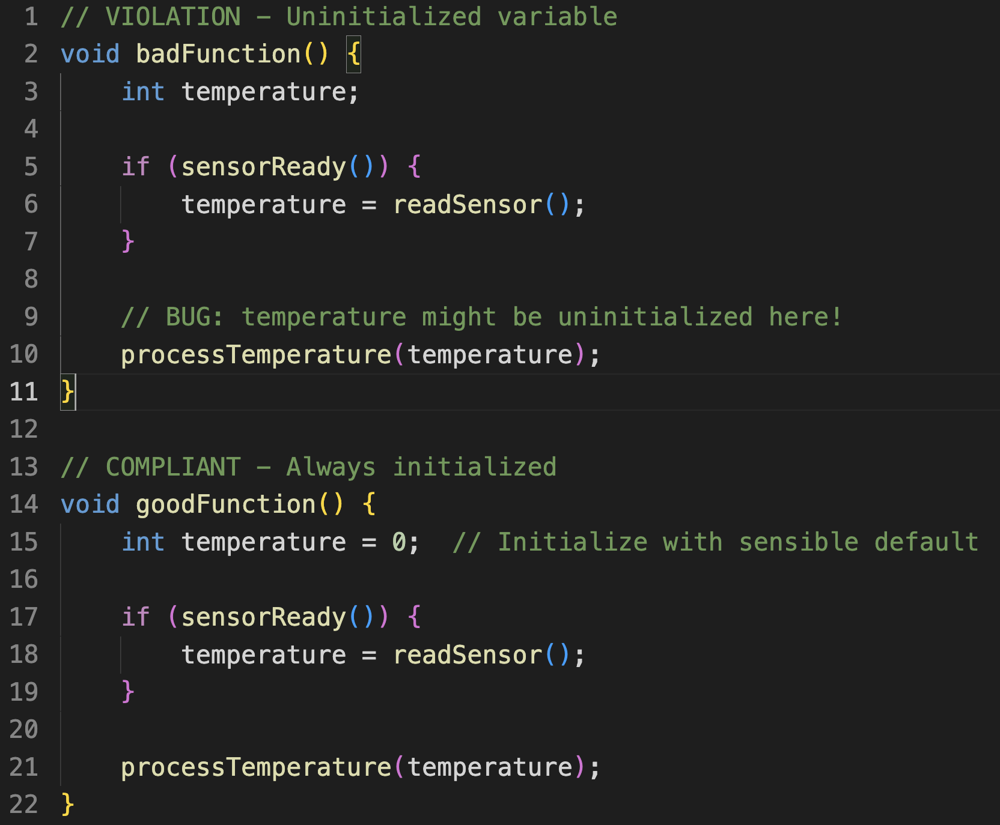 1 // VIOLATION – Uninitialized variable
2 void badFunction() {
3     int temperature;
4
5     if (sensorReady()) {
6         temperature = readSensor();
7     }
8
9     // BUG: temperature might be uninitialized here!
10     processTemperature(temperature);
11 }
12
13 // COMPLIANT – Always initialized
14 void goodFunction() {
15     int temperature = 0;  // Initialize with sensible default
16
17     if (sensorReady()) {
18         temperature = readSensor();
19     }
20
21     processTemperature(temperature);
22 }